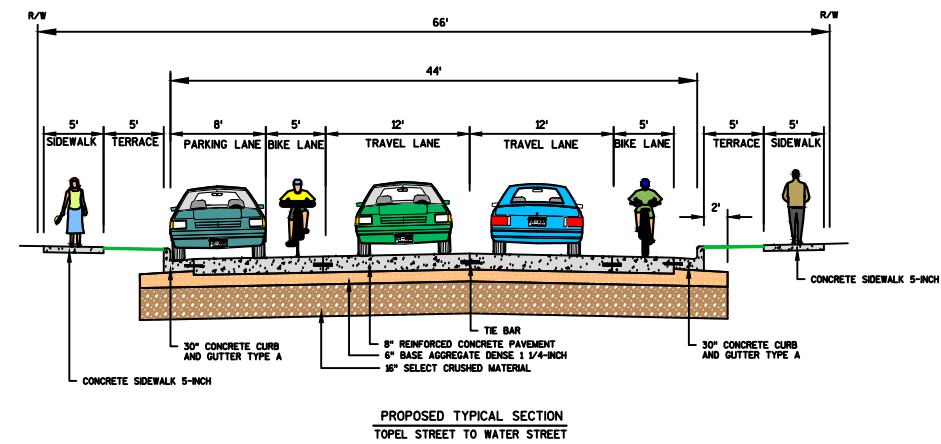 R/W
R/W
66'
44'
5'
5'
8'
5'
12'
12'
5'
5'
5'
SIDEWALK
TERRACE
PARKING LANE
BIKE LANE
TRAVEL LANE
TRAVEL LANE
BIKE LANE
TERRACE
SIDEWALK
2'
CONCRETE SIDEWALK 5-INCH
TIE BAR
30" CONCRETE CURB
AND GUTTER TYPE A
8" REINFORCED CONCRETE PAVEMENT
6" BASE AGGREGATE DENSE 1 1/4-INCH
16" SELECT CRUSHED MATERIAL
30" CONCRETE CURB
AND GUTTER TYPE A
CONCRETE SIDEWALK 5-INCH
PROPOSED TYPICAL SECTION
TOPEL STREET TO WATER STREET